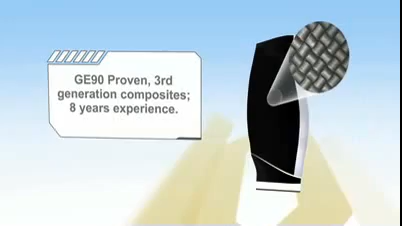 GE90 Proven, 3rd
generation composites;
8 years experience.